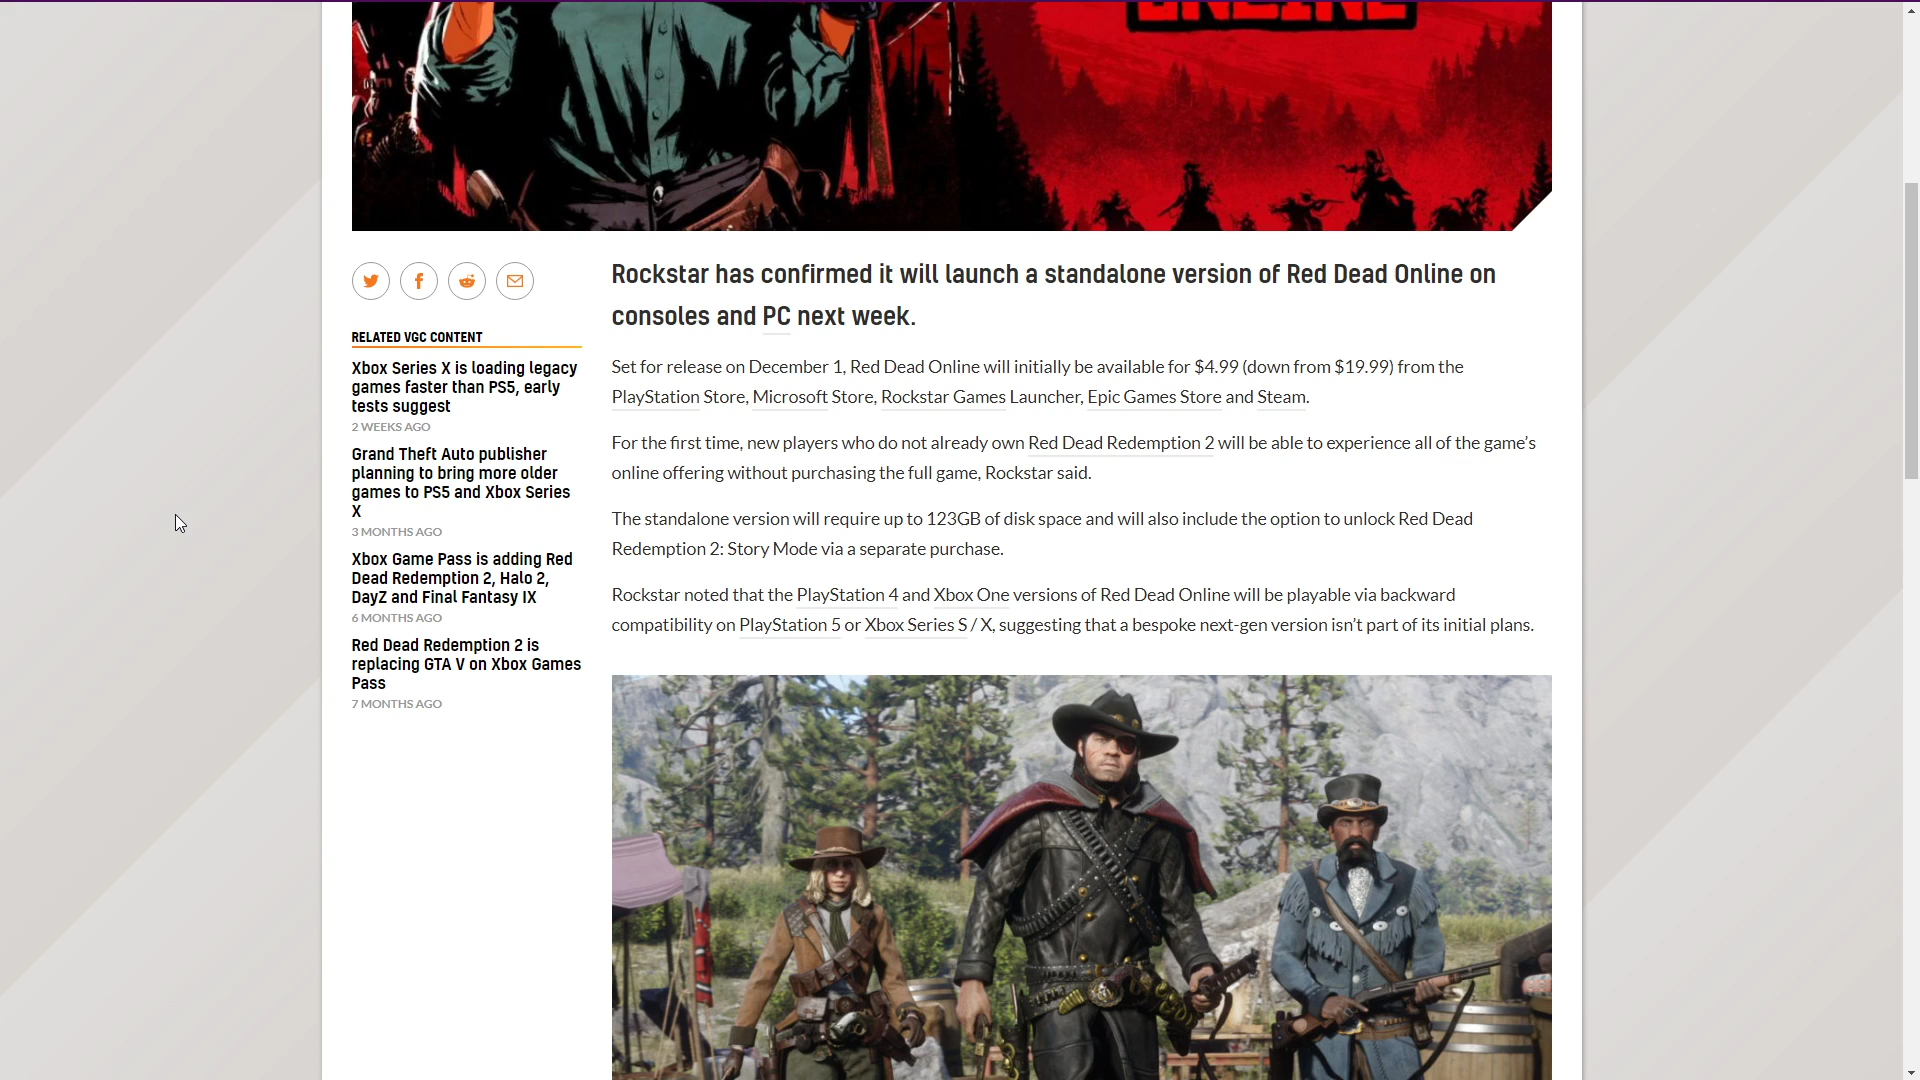 ONLINE
Rockstar has confirmed it will launch a standalone version of Red Dead Online on
consoles and PC next week.
RELATED VGC CONTENT
Xbox Series X is loading legacy
games faster than PS5, early
tests suggest
2 WEEKS AGO
Grand Theft Auto publisher
planning to bring more older
games to PS5 and Xbox Series
X
3 MONTHS AGO
Xbox Game Pass is adding Red
Dead Redemption 2, Halo 2,
DayZ and Final Fantasy IX
6 MONTHS AGO
Red Dead Redemption 2 is
replacing GTA V on Xbox Games
Pass
7 MONTHS AGO
Set for release on December 1, Red Dead Online will initially be available for $4.99 (down from $19.99) from the
PlayStation Store, Microsoft Store, Rockstar Games Launcher, Epic Games Store and Steam.
For the first time, new players who do not already own Red Dead Redemption 2 will be able to experience all of the game’s
online offering without purchasing the full game, Rockstar said.
The standalone version will require up to 123GB of disk space and will also include the option to unlock Red Dead
Redemption 2: Story Mode via a separate purchase.
Rockstar noted that the PlayStation 4 and Xbox One versions of Red Dead Online will be playable via backward
compatibility on PlayStation 5 or Xbox Series S / X, suggesting that a bespoke next-gen version isn’t part of its initial plans.